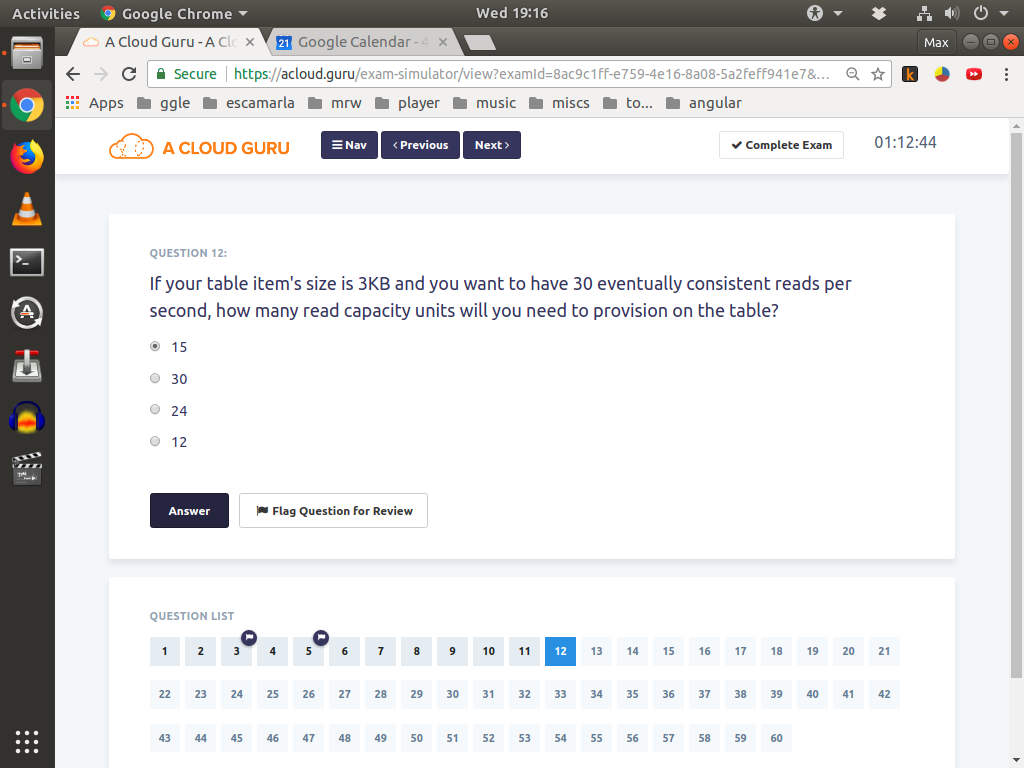 Activities Google Chrome Wed 19:16
A Cloud Guru - A Clo Google Calendar - 4 Max
Secure https://acloud.guru/exam-simulator/view?examId=8ac9c1ff-e759-4e16-8a08-5a2feff941e7&...
Apps ggle escamarla mrw player music miscs to... angular
A CLOUD GURU Nav Previous Next Complete Exam 01:12:44
QUESTION 12:
If your table item's size is 3KB and you want to have 30 eventually consistent reads per
second, how many read capacity units will you need to provision on the table?
15
30
24
12
Answer Flag Question for Review
QUESTION LIST
1 2 3 4 5 6 7 8 9 10 11 12 13 14 15 16 17 18 19 20 21
22 23 24 25 26 27 28 29 30 31 32 33 34 35 36 37 38 39 40 41 42
43 44 45 46 47 48 49 50 51 52 53 54 55 56 57 58 59 60